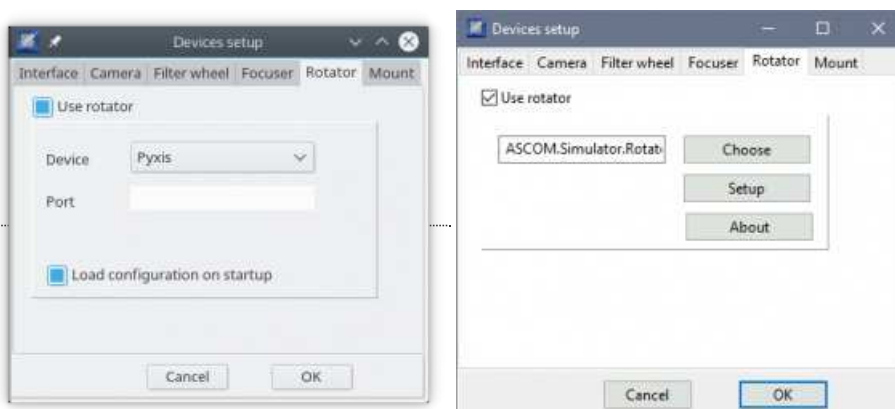 Devices setup
Interface Camera Filter wheel Focuser Rotator Mount
Use rotator
Device Pyxis
Port
Load configuration on startup
Cancel OK
Devices setup
Interface Camera Filter wheel Focuser Rotator Mount
Use rotator
ASCOM.Simulator.Rotat Choose
Setup
About
Cancel OK